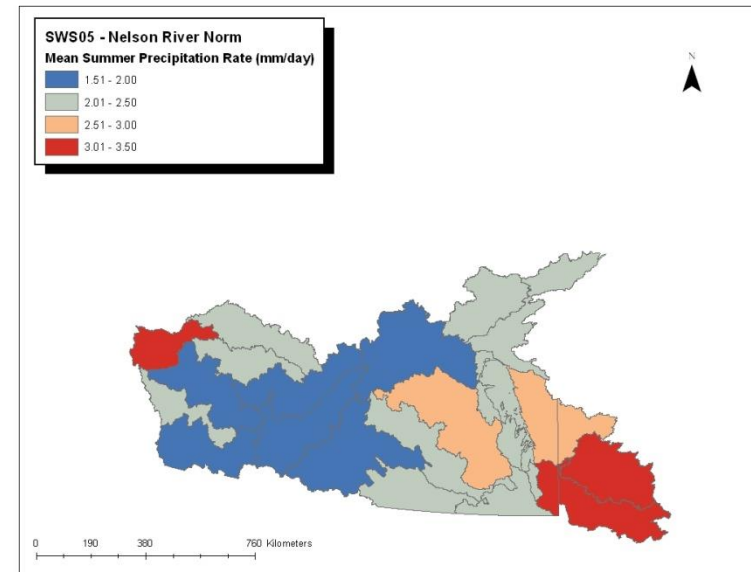 SWS05 - Nelson River Norm
Mean Summer Precipitation Rate (mm/day)
1.51 - 2.00
2.01 - 2.50
2.51 - 3.00
3.01 - 3.50
N
0 190 380 760 Kilometers